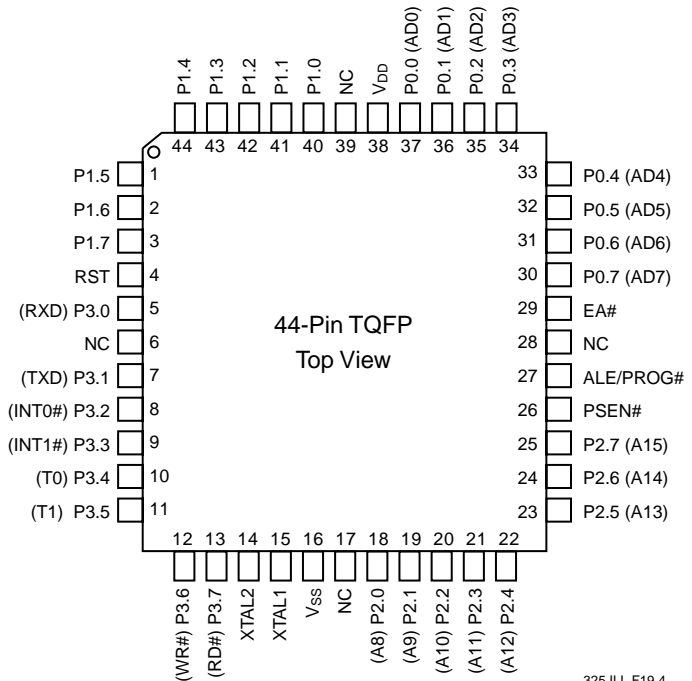 P1.4
P1.3
P1.2
P1.1
P1.0
NC
VDD
P0.0 (AD0)
P0.1 (AD1)
P0.2 (AD2)
P0.3 (AD3)
44
43
42
41
40
39
38
37
36
35
34
P1.5 1
P1.6 2
P1.7 3
RST 4
(RXD) P3.0 5
NC 6
(TXD) P3.1 7
(INT0#) P3.2 8
(INT1#) P3.3 9
(T0) P3.4 10
(T1) P3.5 11
44-Pin TQFP
Top View
33 P0.4 (AD4)
32 P0.5 (AD5)
31 P0.6 (AD6)
30 P0.7 (AD7)
29 EA#
28 NC
27 ALE/PROG#
26 PSEN#
25 P2.7 (A15)
24 P2.6 (A14)
23 P2.5 (A13)
12
13
14
15
16
17
18
19
20
21
22
(WR#) P3.6
(RD#) P3.7
XTAL2
XTAL1
VSS
NC
(A8) P2.0
(A9) P2.1
(A10) P2.2
(A11) P2.3
(A12) P2.4